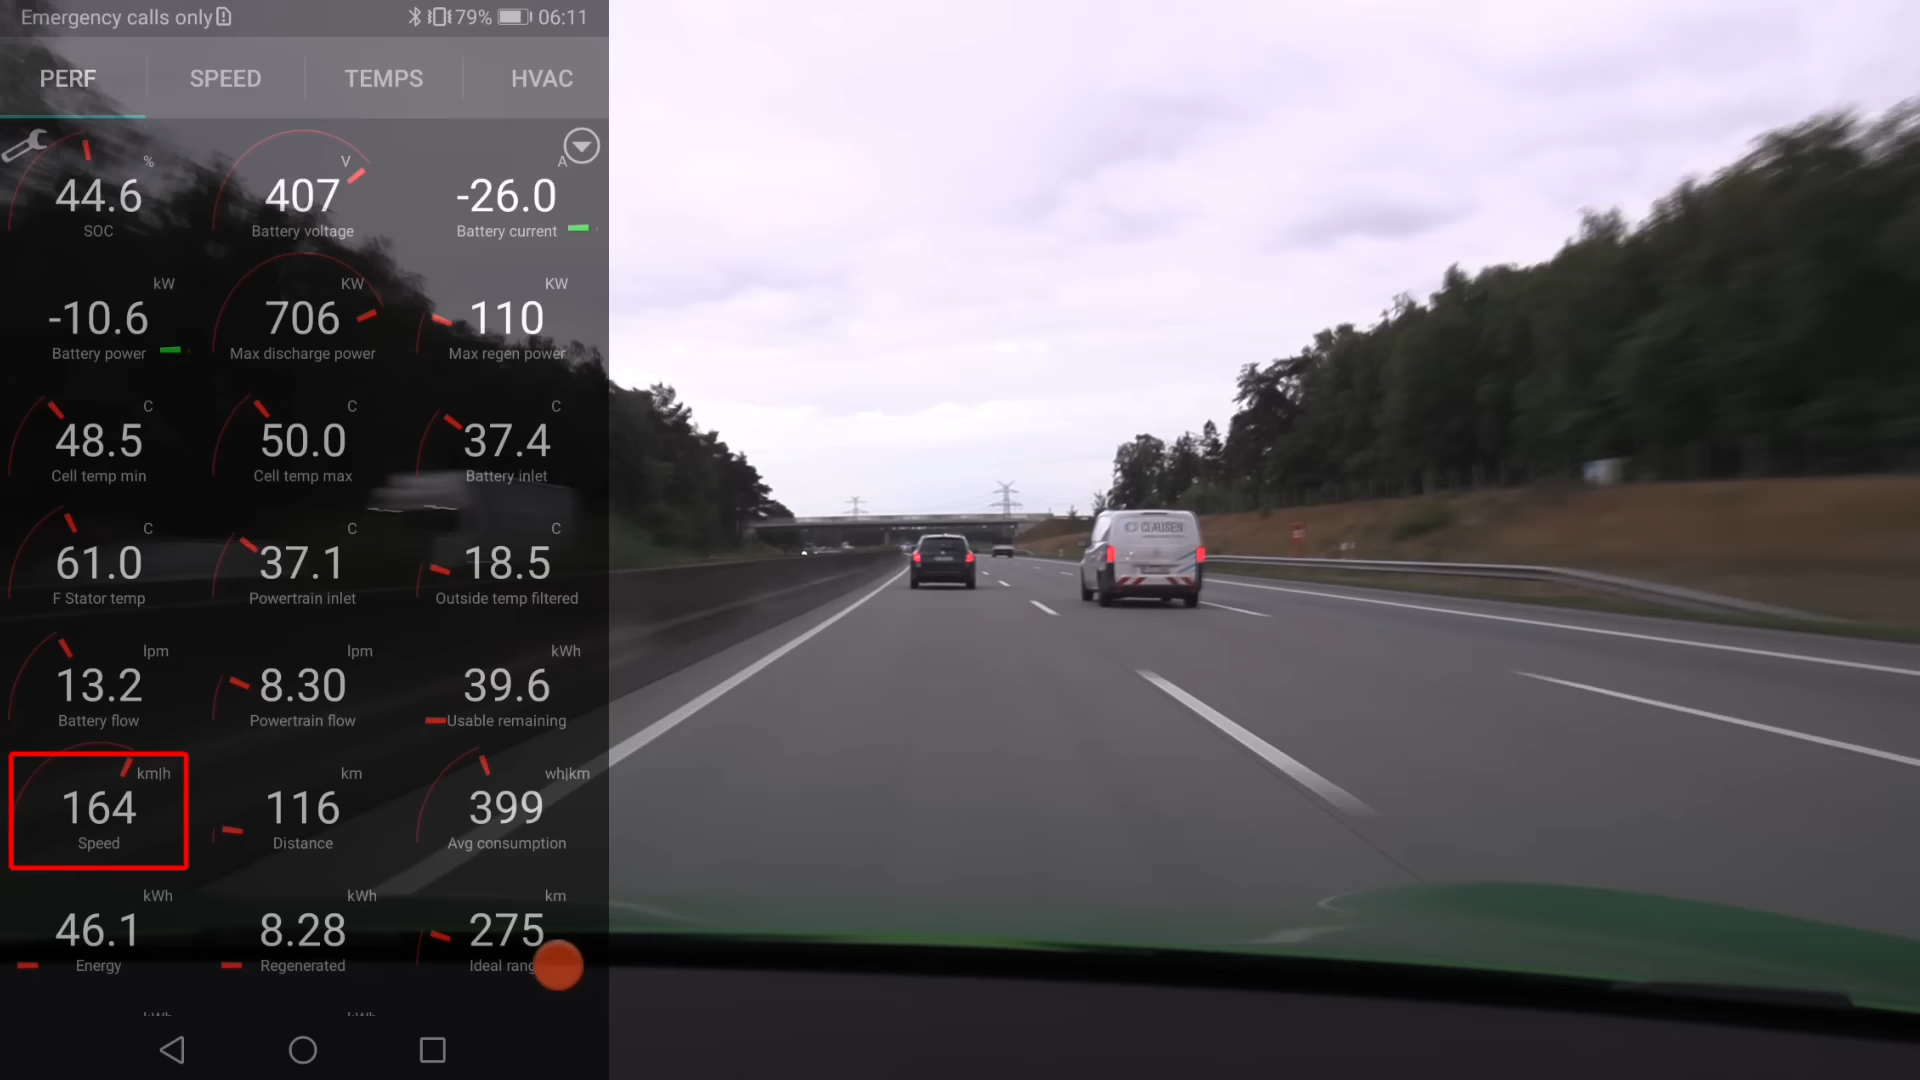 Emergency calls only
79%
06:11
PERF SPEED TEMPS HVAC
% V A
44.6 407 -26.0
SOC Battery voltage Battery current
kW KW KW
-10.6 706 110
Battery power Max discharge power Max regen power
C C C
48.5 50.0 37.4
Cell temp min Cell temp max Battery inlet
C C C
61.0 37.1 18.5
F Stator temp Powertrain inlet Outside temp filtered
lpm lpm kWh
13.2 8.30 39.6
Battery flow Powertrain flow Usable remaining
km|h km wh|km
164 116 399
Speed Distance Avg consumption
kWh kWh km
46.1 8.28 275
Energy Regenerated Ideal rang
kWh kWh
CLAUSEN